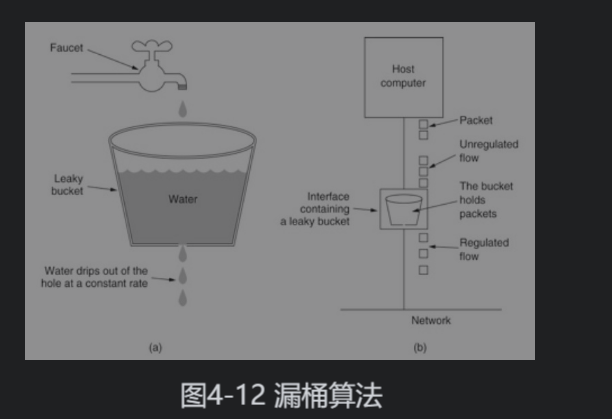 Faucet
Leaky
bucket
Water
Water drips out of the
hole at a constant rate
(a)
Host
computer
Packet
Unregulated
flow
The bucket
holds
packets
Interface
containing
a leaky bucket
Regulated
flow
Network
(b)
图4-12 漏桶算法